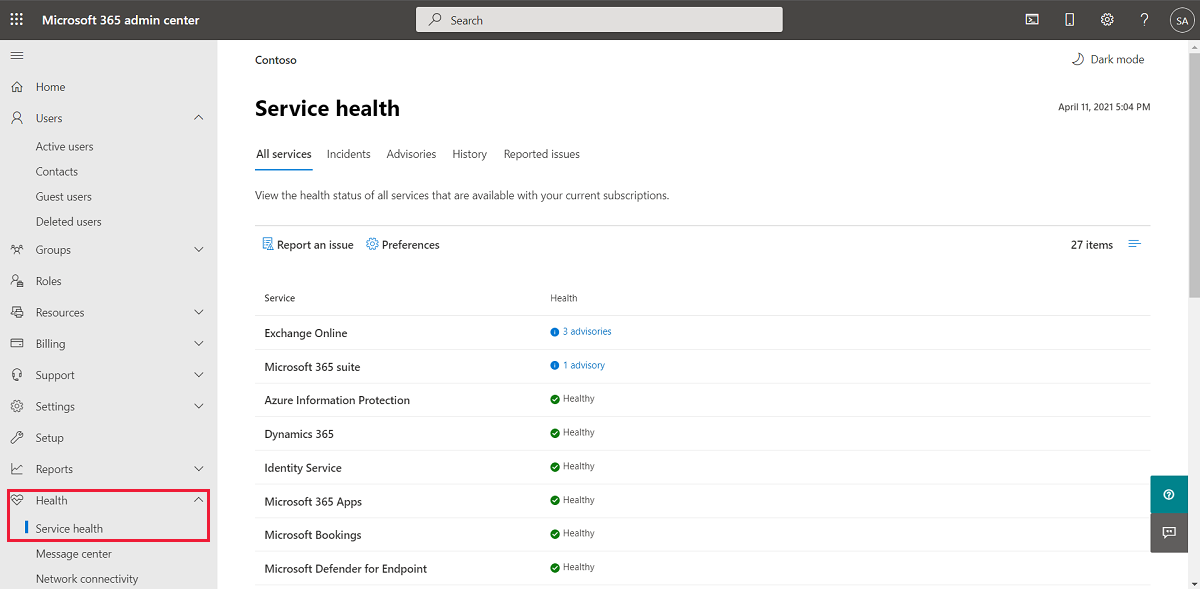 Microsoft 365 admin center
Search
SA
Home
Users
Active users
Contacts
Guest users
Deleted users
Groups
Roles
Resources
Billing
Support
Settings
Setup
Reports
Health
Service health
Message center
Network connectivity
Contoso
Dark mode
Service health
April 11, 2021 5:04 PM
All services Incidents Advisories History Reported issues
View the health status of all services that are available with your current subscriptions.
Report an issue Preferences 27 items
Service Health
Exchange Online 3 advisories
Microsoft 365 suite 1 advisory
Azure Information Protection Healthy
Dynamics 365 Healthy
Identity Service Healthy
Microsoft 365 Apps Healthy
Microsoft Bookings Healthy
Microsoft Defender for Endpoint Healthy